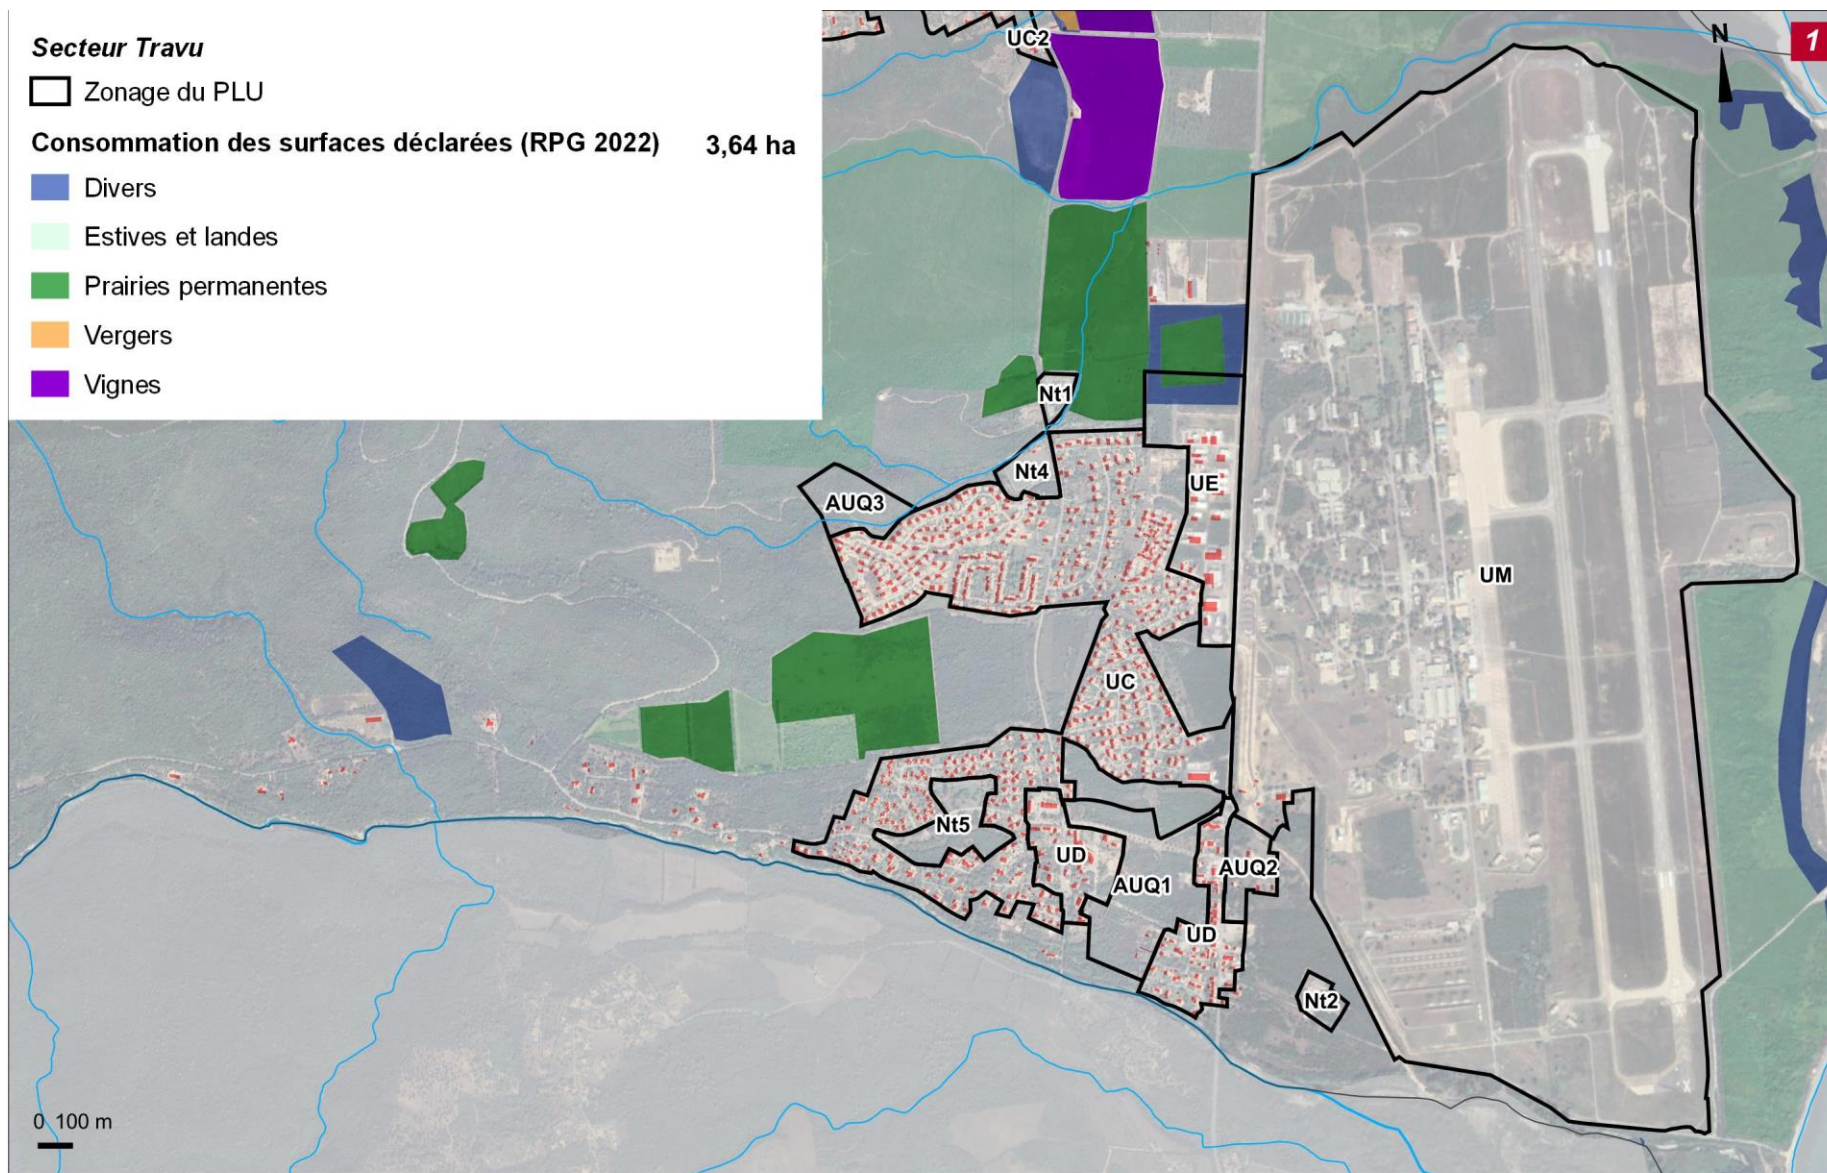 Secteur Travu
Zonage du PLU
Consommation des surfaces déclarées (RPG 2022) 3,64 ha
Divers
Estives et landes
Prairies permanentes
Vergers
Vignes
UC2
N
1
Nt1
Nt4
UE
AUQ3
UM
UC
Nt5
UD
AUQ1
AUQ2
UD
Nt2
0 100 m